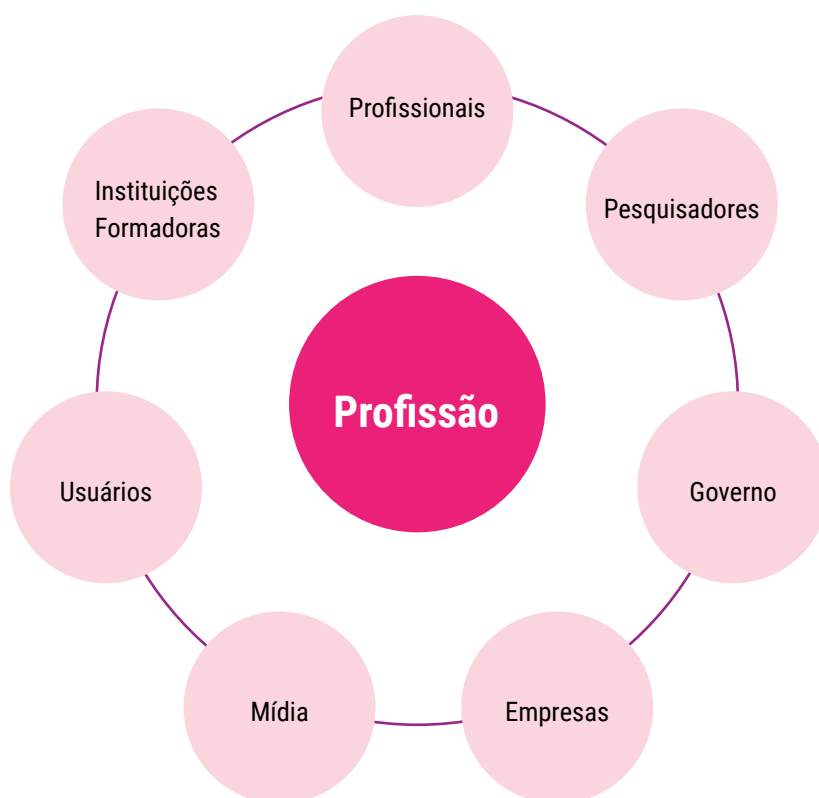 Profissionais
Pesquisadores
Governo
Empresas
Mídia
Usuários
Instituições
Formadoras
Profissão